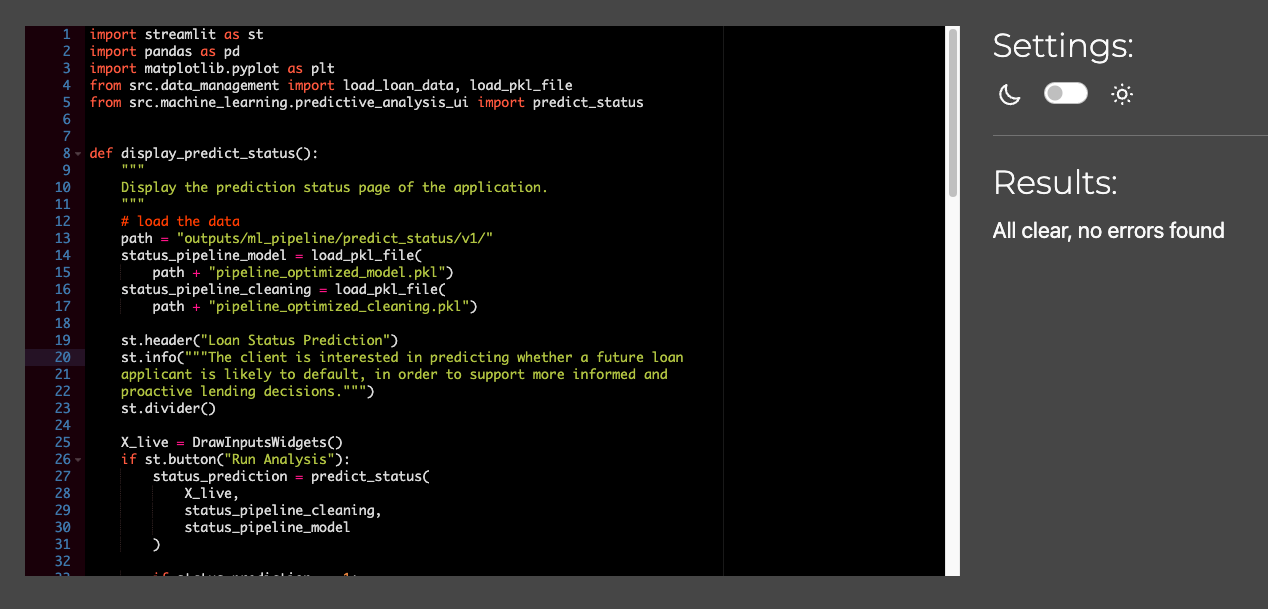 1 import streamlit as st
2 import pandas as pd
3 import matplotlib.pyplot as plt
4 from src.data_management import load_loan_data, load_pkl_file
5 from src.machine_learning.predictive_analysis_ui import predict_status
6
7
8 def display_predict_status():
9     """
10     Display the prediction status page of the application.
11     """
12     # load the data
13     path = "outputs/ml_pipeline/predict_status/v1/"
14     status_pipeline_model = load_pkl_file(
15         path + "pipeline_optimized_model.pkl")
16     status_pipeline_cleaning = load_pkl_file(
17         path + "pipeline_optimized_cleaning.pkl")
18
19     st.header("Loan Status Prediction")
20     st.info("""The client is interested in predicting whether a future loan
21     applicant is likely to default, in order to support more informed and
22     proactive lending decisions.""")
23     st.divider()
24
25     X_live = DrawInputsWidgets()
26     if st.button("Run Analysis"):
27         status_prediction = predict_status(
28             X_live,
29             status_pipeline_cleaning,
30             status_pipeline_model
31         )
32
Settings:
Results:
All clear, no errors found